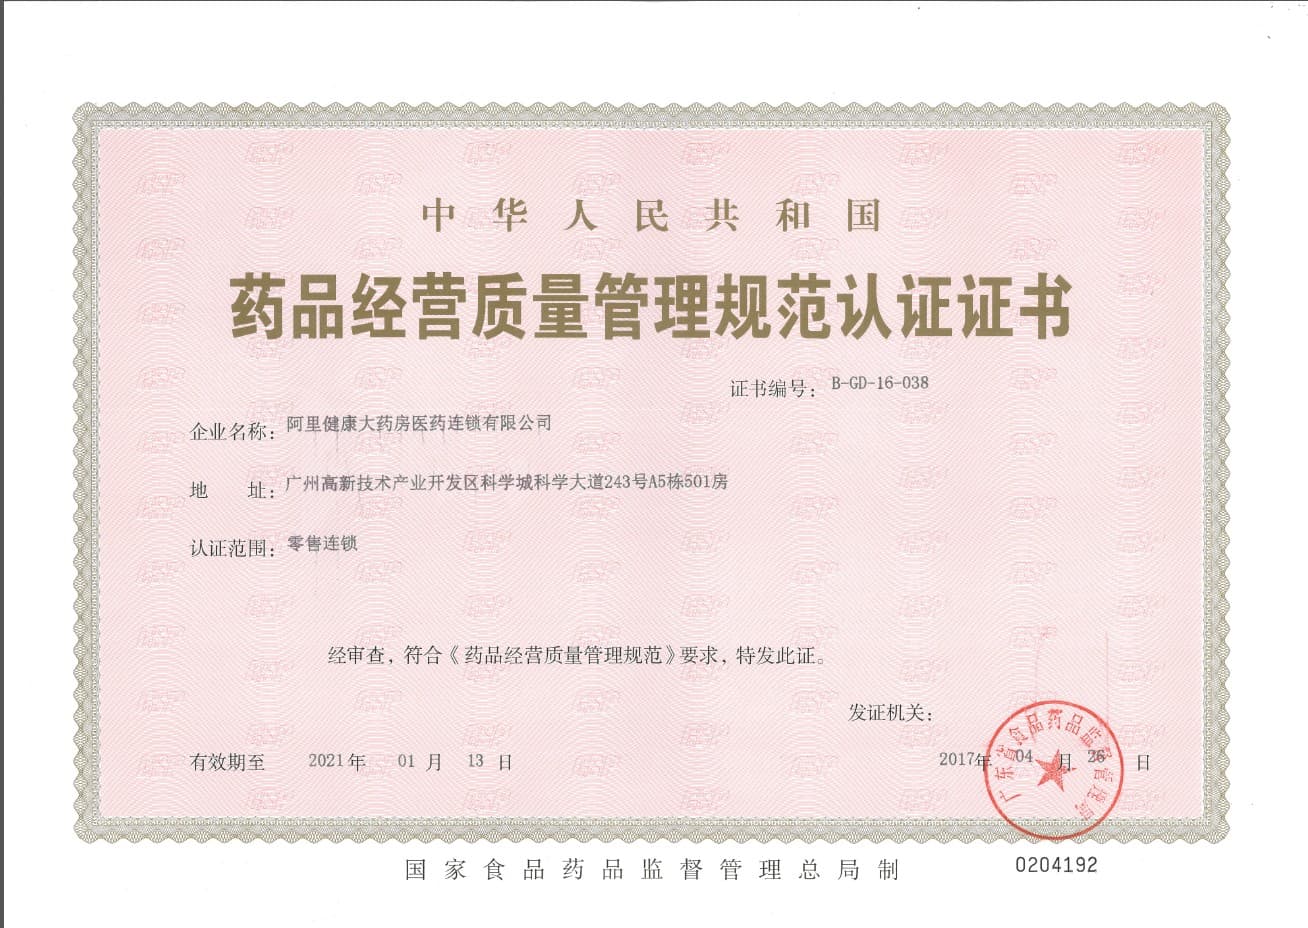 中华人民共和国
药品经营质量管理规范认证证书
证书编号：B-GD-16-038
企业名称：阿里健康大药房医药连锁有限公司
地　　址：广州高新技术产业开发区科学城科学大道243号A5栋501房
认证范围：零售连锁
经审查，符合《药品经营质量管理规范》要求，特发此证。
发证机关：
广东省食品药品监督管理局
有效期至 2021年 01月 13日
2017年 04月 26日
国家食品药品监督管理总局制
0204192